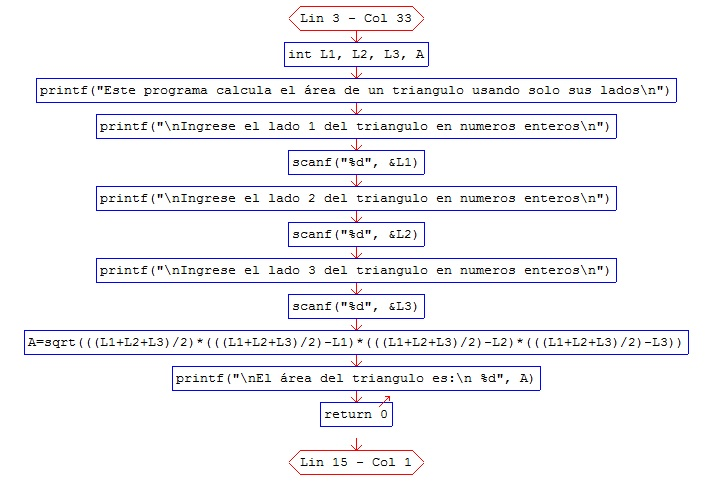 Lin 3 - Col 33
int L1, L2, L3, A
printf("Este programa calcula el área de un triangulo usando solo sus lados\n")
printf("\nIngrese el lado 1 del triangulo en numeros enteros\n")
scanf("%d", &L1)
printf("\nIngrese el lado 2 del triangulo en numeros enteros\n")
scanf("%d", &L2)
printf("\nIngrese el lado 3 del triangulo en numeros enteros\n")
scanf("%d", &L3)
A=sqrt(((L1+L2+L3)/2)*(((L1+L2+L3)/2)-L1)*(((L1+L2+L3)/2)-L2)*(((L1+L2+L3)/2)-L3))
printf("\nEl área del triangulo es:\n %d", A)
return 0
Lin 15 - Col 1